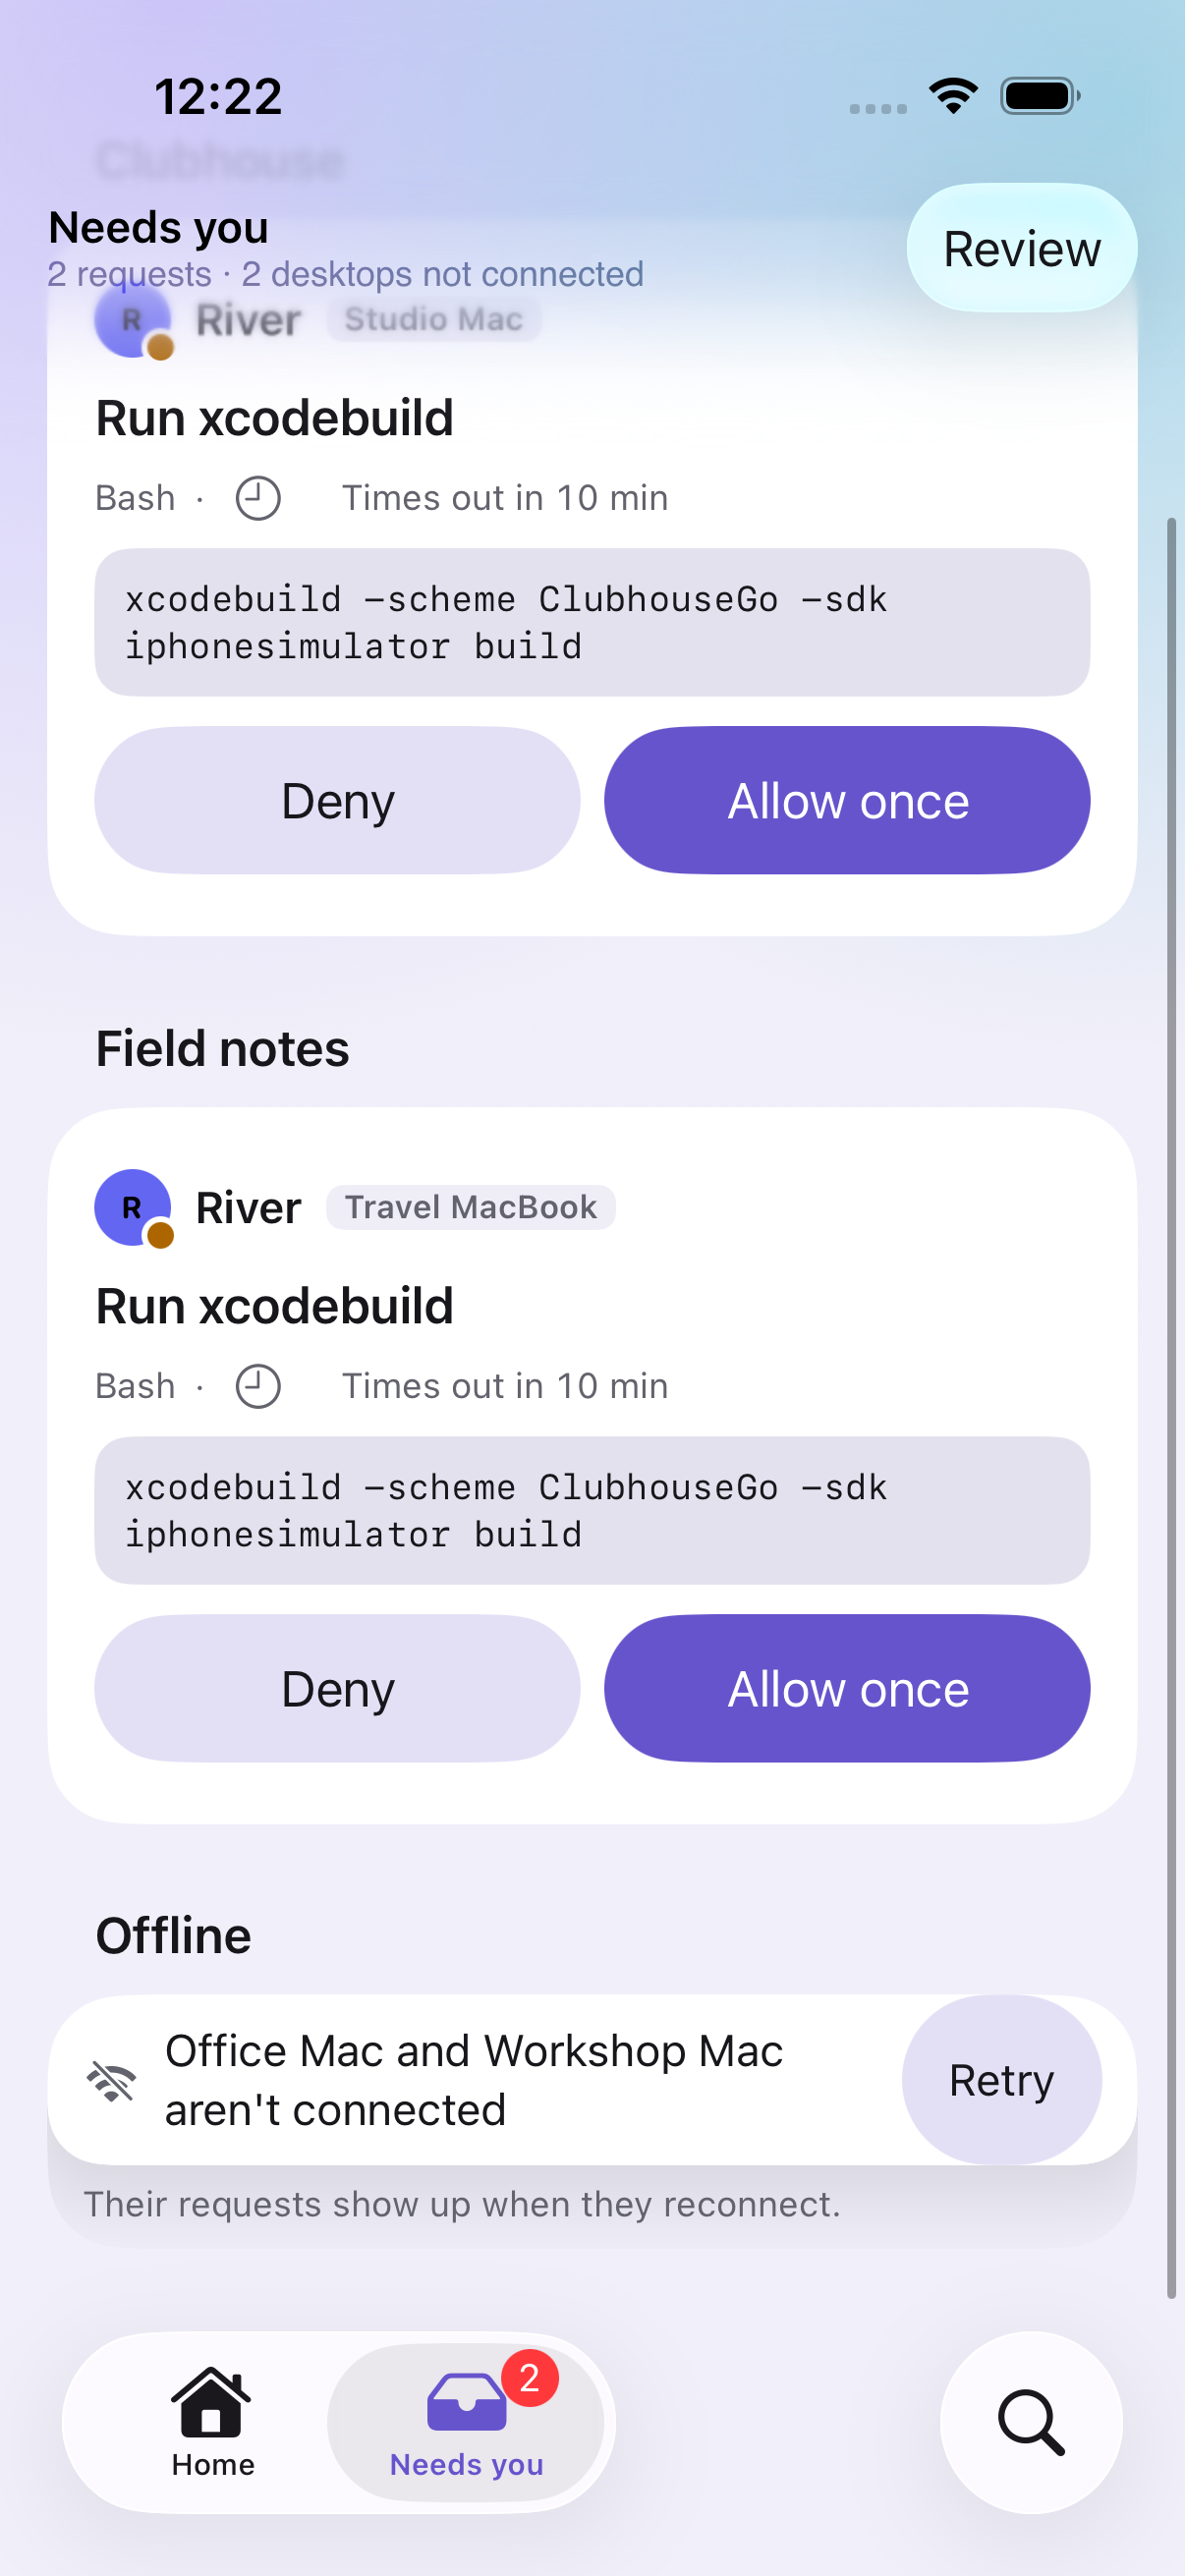 12:22
Clubhouse
Needs you
2 requests · 2 desktops not connected
Review
R
River
Studio Mac
Run xcodebuild
Bash ·
Times out in 10 min
xcodebuild -scheme ClubhouseGo -sdk
iphonesimulator build
Deny
Allow once
Field notes
R
River
Travel MacBook
Run xcodebuild
Bash ·
Times out in 10 min
xcodebuild -scheme ClubhouseGo -sdk
iphonesimulator build
Deny
Allow once
Offline
Office Mac and Workshop Mac
aren't connected
Retry
Their requests show up when they reconnect.
2
Home
Needs you